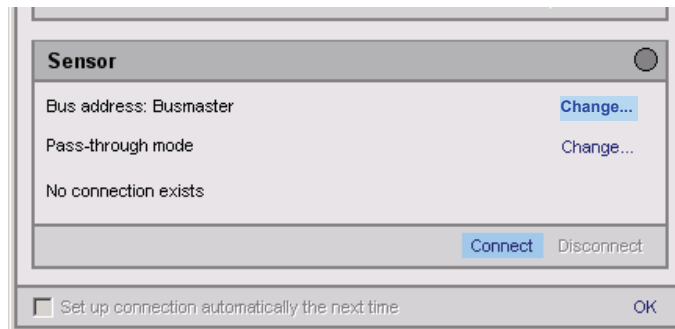 Sensor
Bus address: Busmaster Change...
Pass-through mode Change...
No connection exists
Connect Disconnect
Set up connection automatically the next time OK